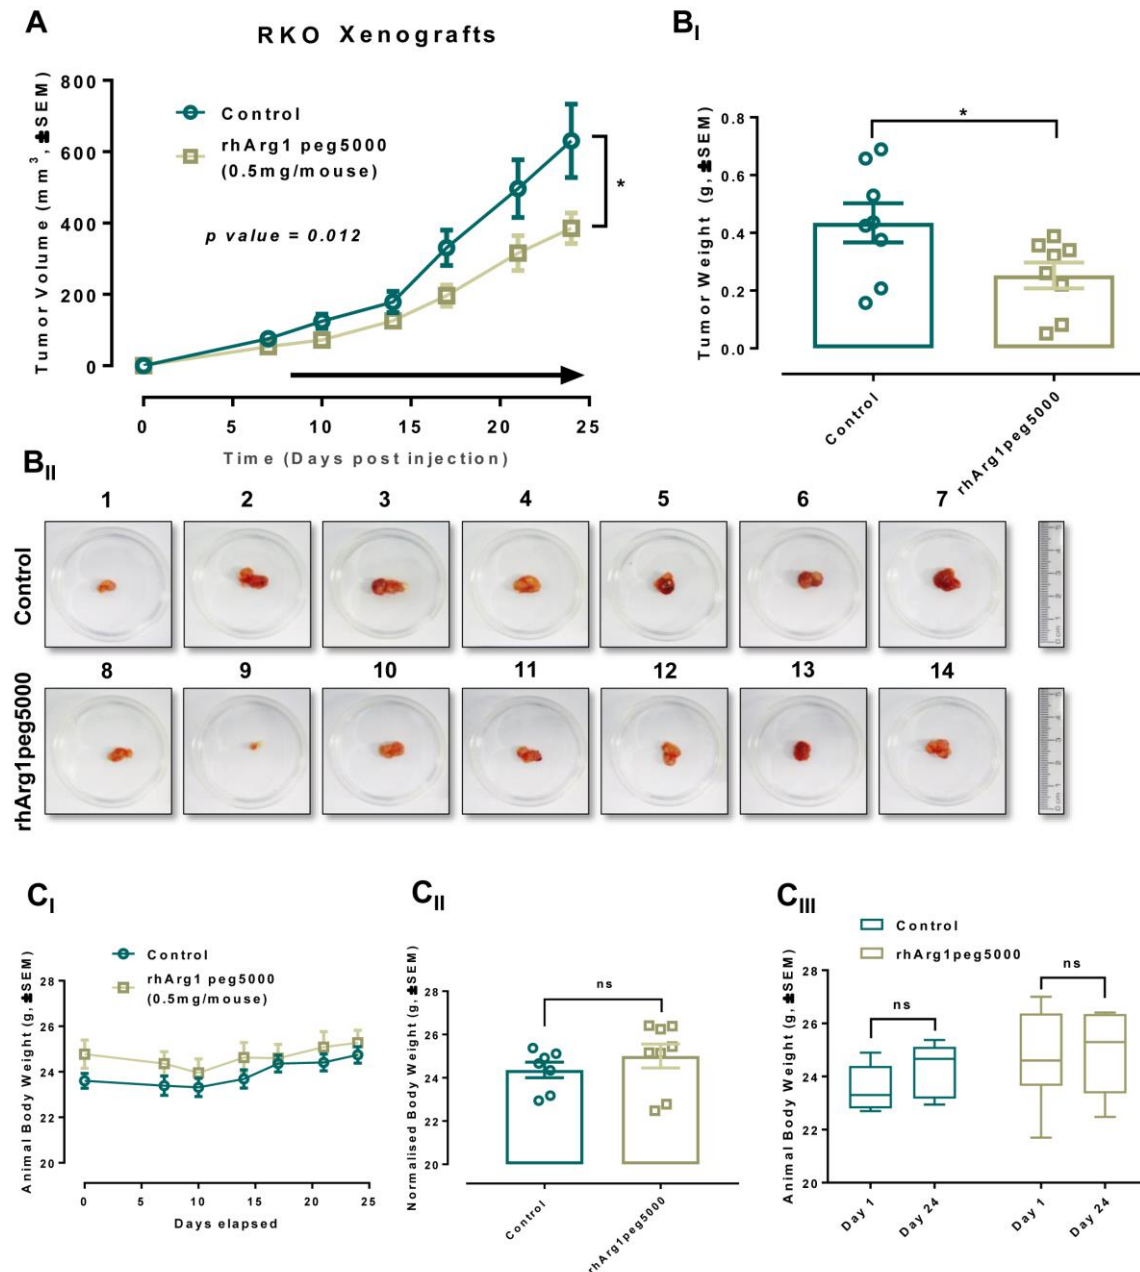 A
RKO Xenografts
Tumor Volume (mm³, ±SEM)
800
600
400
200
0
Control
rhArg1 peg5000
(0.5mg/mouse)
p value = 0.012
*
0 5 10 15 20 25
Time (Days post injection)
BI
Tumor Weight (g, ±SEM)
0.8
0.6
0.4
0.2
0.0
*
Control
rhArg1peg5000
BII
1 2 3 4 5 6 7
Control
8 9 10 11 12 13 14
rhArg1peg5000
CI
Control
rhArg1 peg5000
(0.5mg/mouse)
Animal Body Weight (g, ±SEM)
28
26
24
22
20
0 5 10 15 20 25
Days elapsed
CII
Normalised Body Weight (g, ±SEM)
28
26
24
22
20
ns
Control
rhArg1peg5000
CIII
Control
rhArg1peg5000
Animal Body Weight (g, ±SEM)
28
26
24
22
20
ns
ns
Day 1
Day 24
Day 1
Day 24